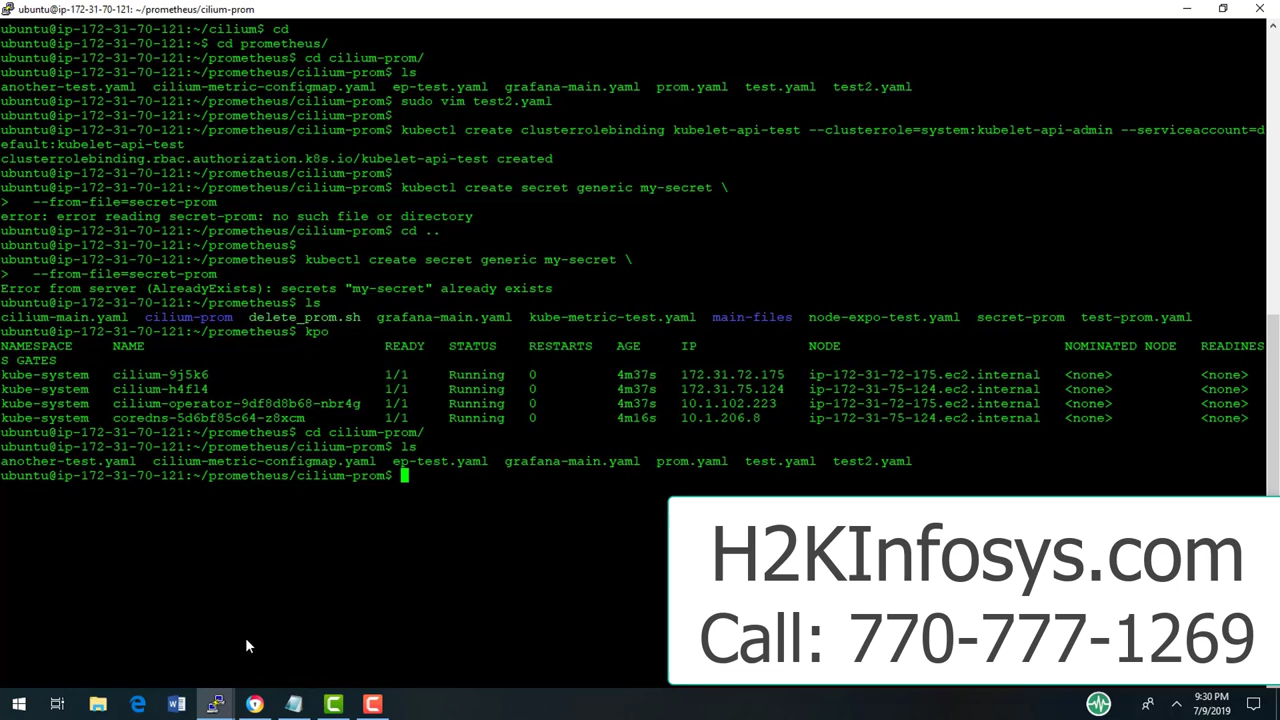 ubuntu@ip-172-31-70-121: ~/prometheus/cilium-prom
ubuntu@ip-172-31-70-121:~/cilium$ cd
ubuntu@ip-172-31-70-121:~$ cd prometheus/
ubuntu@ip-172-31-70-121:~/prometheus$ cd cilium-prom/
ubuntu@ip-172-31-70-121:~/prometheus/cilium-prom$ ls
another-test.yaml  cilium-metric-configmap.yaml  ep-test.yaml  grafana-main.yaml  prom.yaml  test.yaml  test2.yaml
ubuntu@ip-172-31-70-121:~/prometheus/cilium-prom$ sudo vim test2.yaml
ubuntu@ip-172-31-70-121:~/prometheus/cilium-prom$
ubuntu@ip-172-31-70-121:~/prometheus/cilium-prom$ kubectl create clusterrolebinding kubelet-api-test --clusterrole=system:kubelet-api-admin --serviceaccount=d
efault:kubelet-api-test
clusterrolebinding.rbac.authorization.k8s.io/kubelet-api-test created
ubuntu@ip-172-31-70-121:~/prometheus/cilium-prom$
ubuntu@ip-172-31-70-121:~/prometheus/cilium-prom$ kubectl create secret generic my-secret \
>   --from-file=secret-prom
error: error reading secret-prom: no such file or directory
ubuntu@ip-172-31-70-121:~/prometheus/cilium-prom$ cd ..
ubuntu@ip-172-31-70-121:~/prometheus$
ubuntu@ip-172-31-70-121:~/prometheus$ kubectl create secret generic my-secret \
>   --from-file=secret-prom
Error from server (AlreadyExists): secrets "my-secret" already exists
ubuntu@ip-172-31-70-121:~/prometheus$ ls
cilium-main.yaml  cilium-prom  delete_prom.sh  grafana-main.yaml  kube-metric-test.yaml  main-files  node-expo-test.yaml  secret-prom  test-prom.yaml
ubuntu@ip-172-31-70-121:~/prometheus$ kpo
NAMESPACE     NAME                              READY   STATUS    RESTARTS   AGE     IP              NODE                            NOMINATED NODE   READINES
S GATES
kube-system   cilium-9j5k6                      1/1     Running   0          4m37s   172.31.72.175   ip-172-31-72-175.ec2.internal   <none>           <none>
kube-system   cilium-h4fl4                      1/1     Running   0          4m37s   172.31.75.124   ip-172-31-75-124.ec2.internal   <none>           <none>
kube-system   cilium-operator-9df8d8b68-nbr4g   1/1     Running   0          4m37s   10.1.102.223    ip-172-31-72-175.ec2.internal   <none>           <none>
kube-system   coredns-5d6bf85c64-z8xcm          1/1     Running   0          4m16s   10.1.206.8      ip-172-31-75-124.ec2.internal   <none>           <none>
ubuntu@ip-172-31-70-121:~/prometheus$ cd cilium-prom/
ubuntu@ip-172-31-70-121:~/prometheus/cilium-prom$ ls
another-test.yaml  cilium-metric-configmap.yaml  ep-test.yaml  grafana-main.yaml  prom.yaml  test.yaml  test2.yaml
ubuntu@ip-172-31-70-121:~/prometheus/cilium-prom$
H2KInfosys.com
Call: 770-777-1269
9:30 PM
7/9/2019